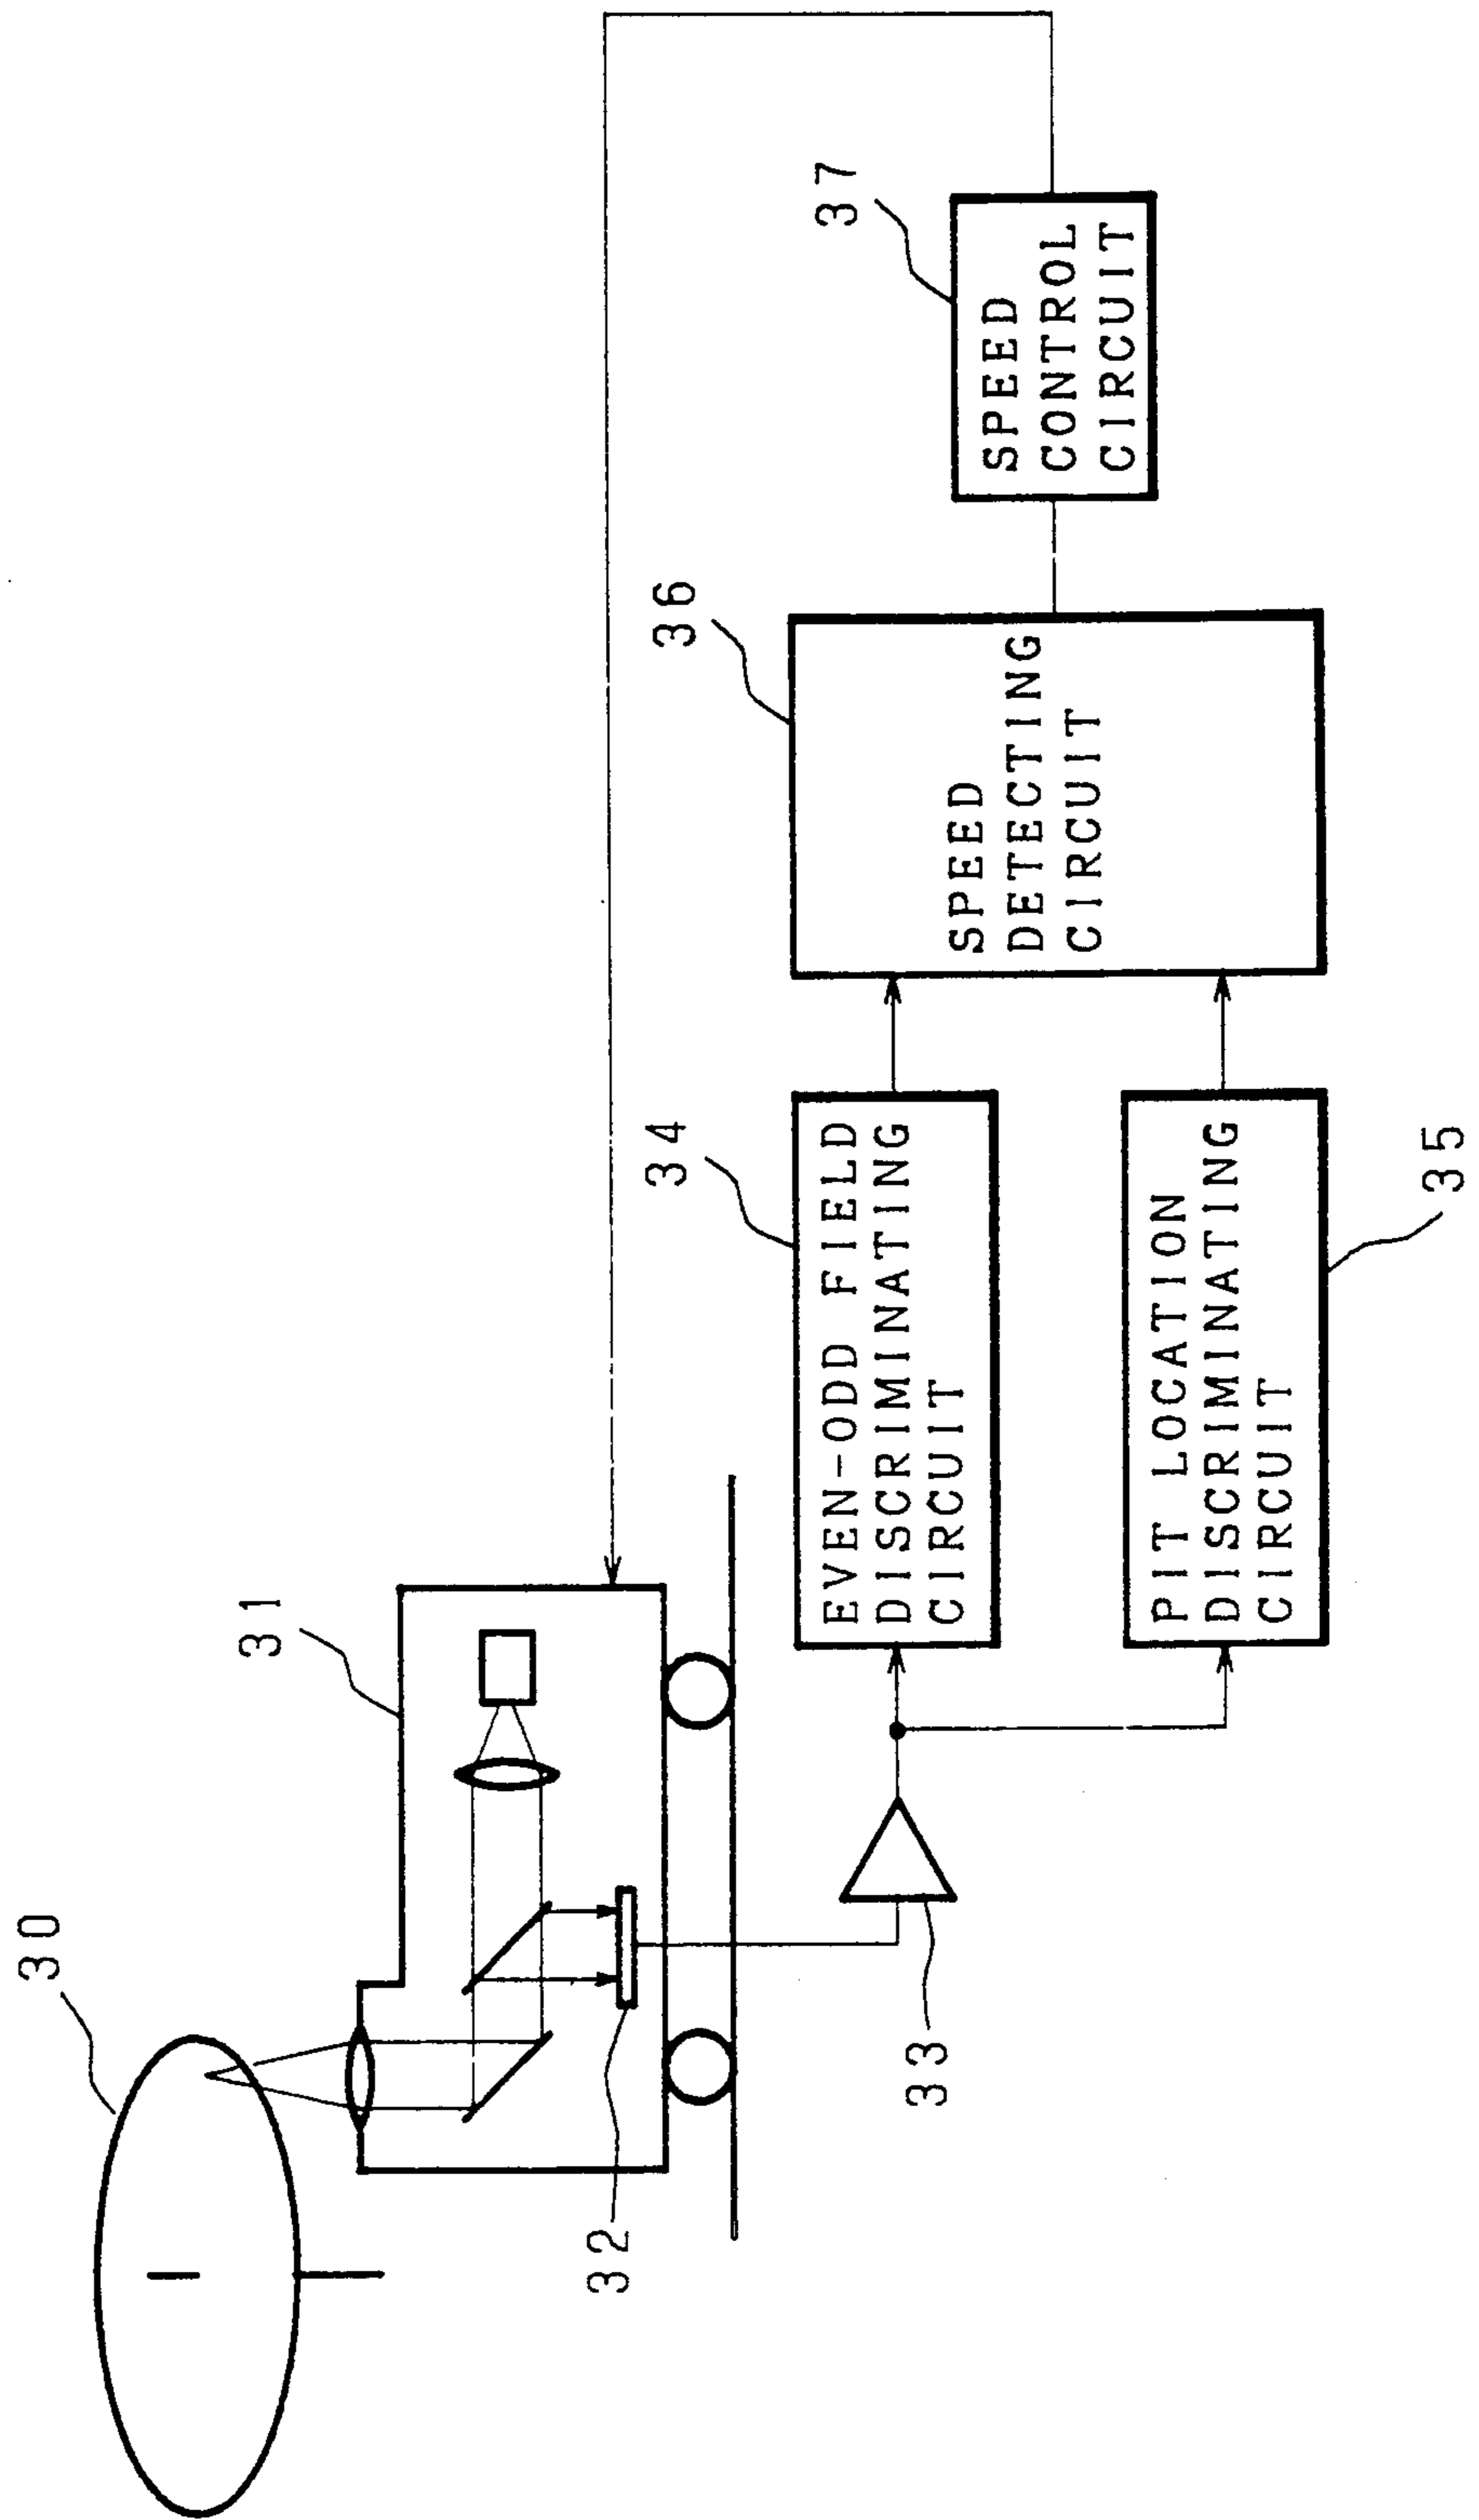 30
31
32
33
34
EVEN-ODD FIELD
DISCRIMINATING
CIRCUIT
PIT LOCATION
DISCRIMINATING
CIRCUIT
35
36
SPEED
DETECTING
CIRCUIT
37
SPEED
CONTROL
CIRCUIT